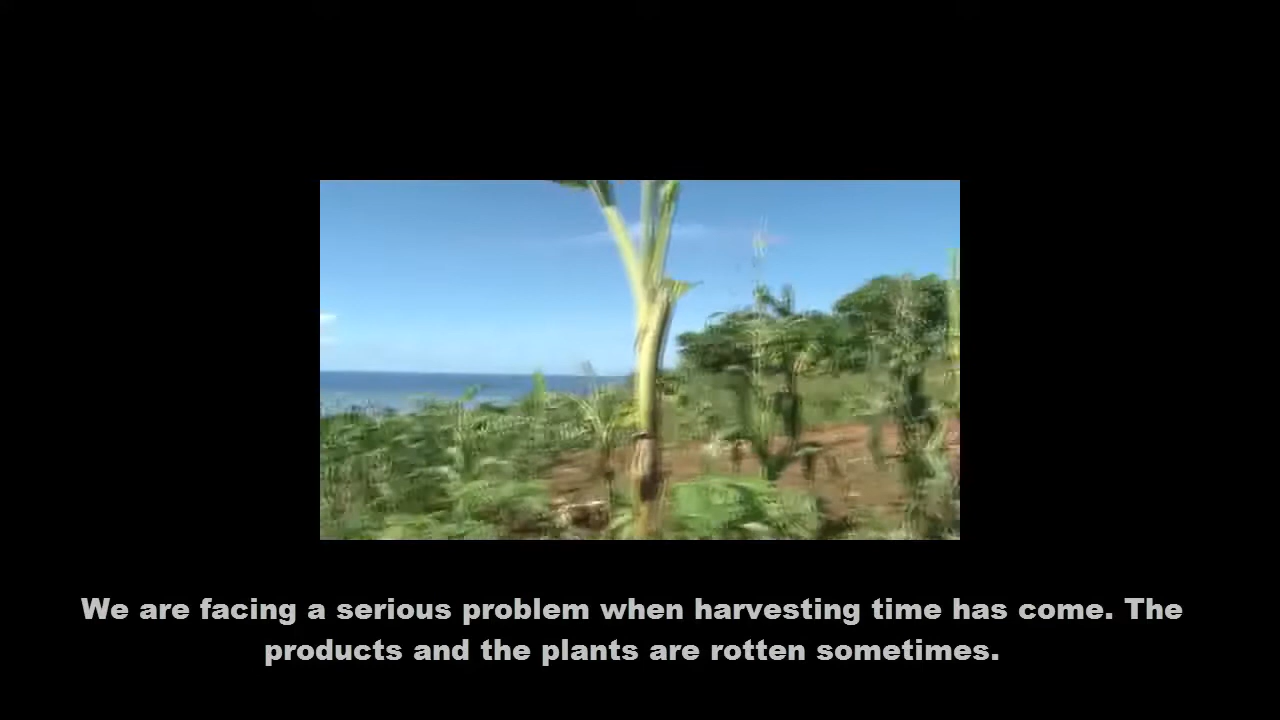 We are facing a serious problem when harvesting time has come. The
products and the plants are rotten sometimes.